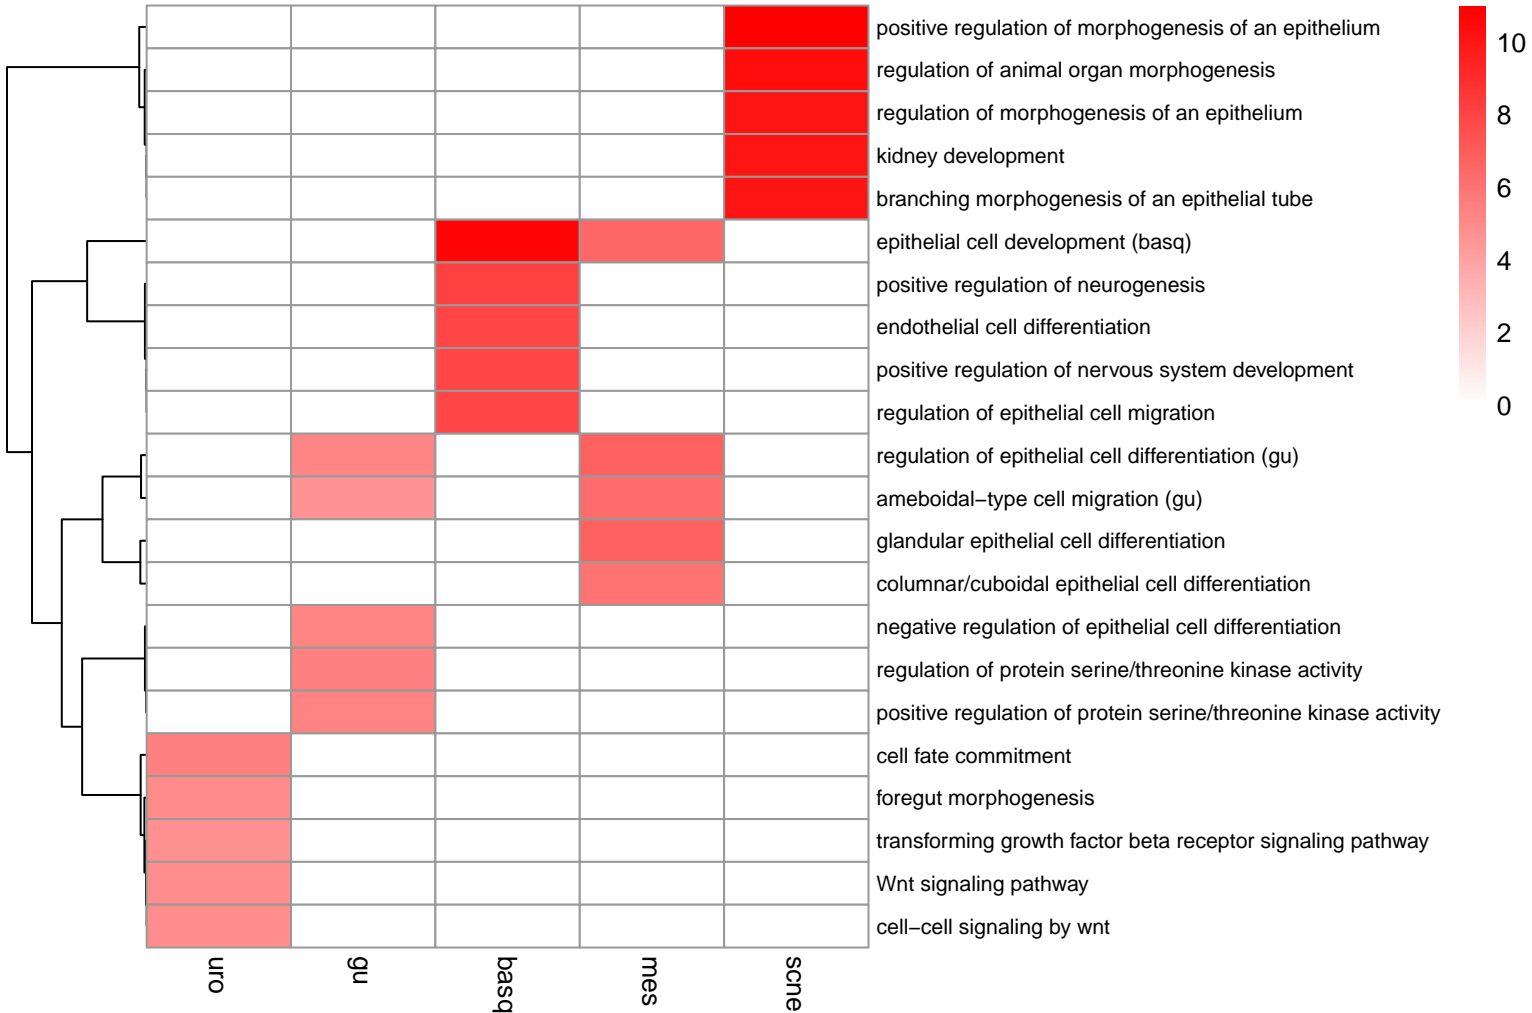 positive regulation of morphogenesis of an epithelium
regulation of animal organ morphogenesis
regulation of morphogenesis of an epithelium
kidney development
branching morphogenesis of an epithelial tube
epithelial cell development (basq)
positive regulation of neurogenesis
endothelial cell differentiation
positive regulation of nervous system development
regulation of epithelial cell migration
regulation of epithelial cell differentiation (gu)
ameboidal−type cell migration (gu)
glandular epithelial cell differentiation
columnar/cuboidal epithelial cell differentiation
negative regulation of epithelial cell differentiation
regulation of protein serine/threonine kinase activity
positive regulation of protein serine/threonine kinase activity
cell fate commitment
foregut morphogenesis
transforming growth factor beta receptor signaling pathway
Wnt signaling pathway
cell−cell signaling by wnt
uro
gu
basq
mes
scne
10
8
6
4
2
0